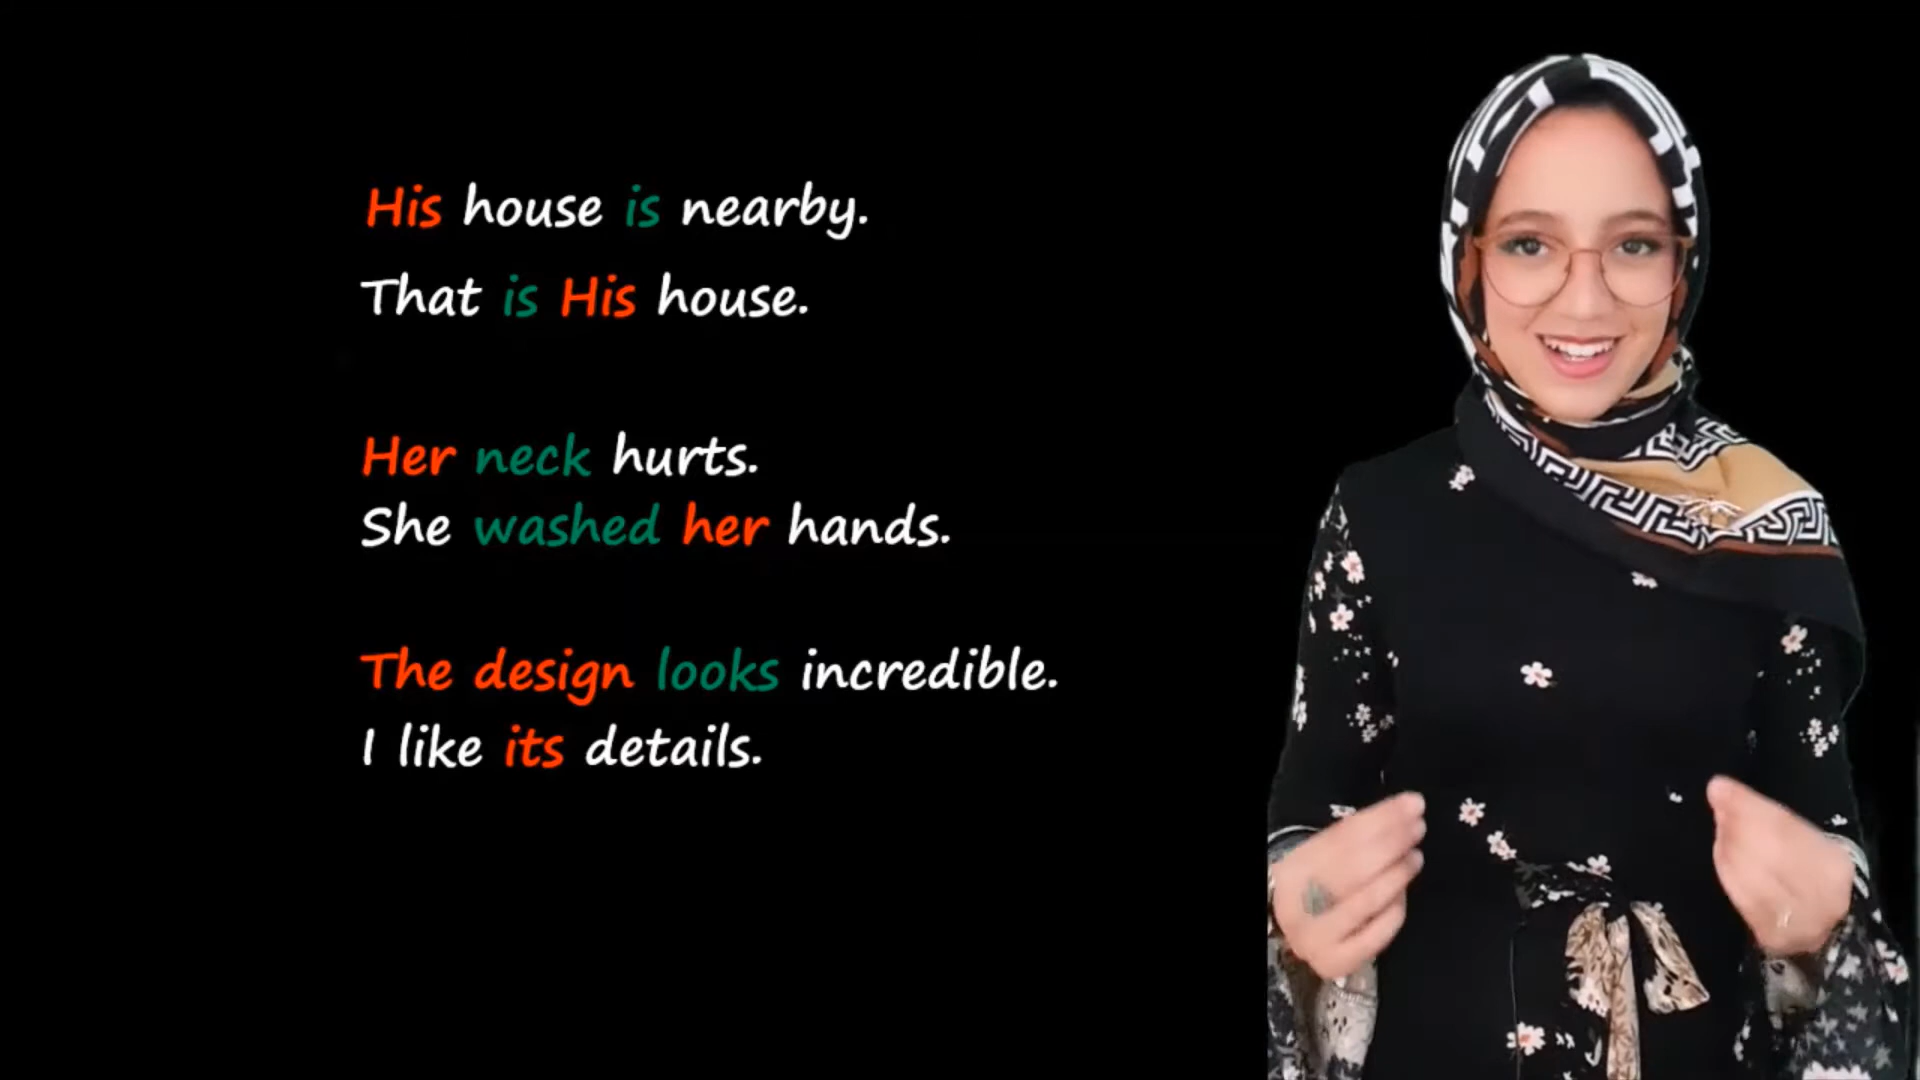 His house is nearby.
That is His house.
Her neck hurts.
She washed her hands.
The design looks incredible.
I like its details.